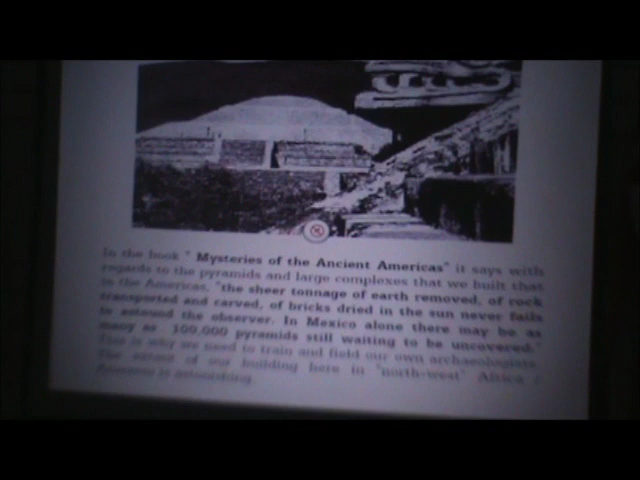 In the book " Mysteries of the Ancient Americas" it says with
regards to the pyramids and large complexes that we built that
in the Americas, "the sheer tonnage of earth removed, of rock
transported and carved, of bricks dried in the sun never fails
to astound the observer. In Mexico alone there may be as
many as 100,000 pyramids still waiting to be uncovered."
This is why we need to train and field our own archaeologists.
The extent of our building here in "north-west" Africa /
is astonishing.